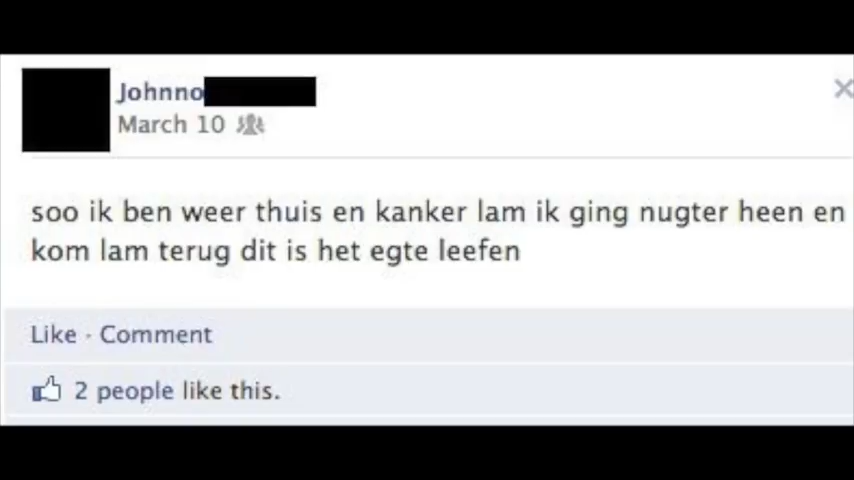 Johnno
March 10
soo ik ben weer thuis en kanker lam ik ging nugter heen en
kom lam terug dit is het egte leefen
Like · Comment
2 people like this.